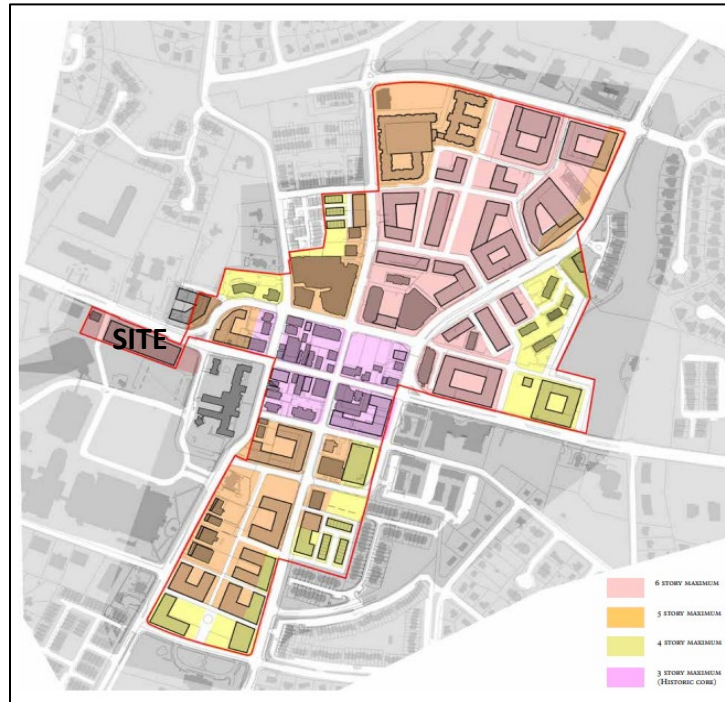 SITE
6 STORY MAXIMUM
5 STORY MAXIMUM
4 STORY MAXIMUM
3 STORY MAXIMUM
(HISTORIC CORE)